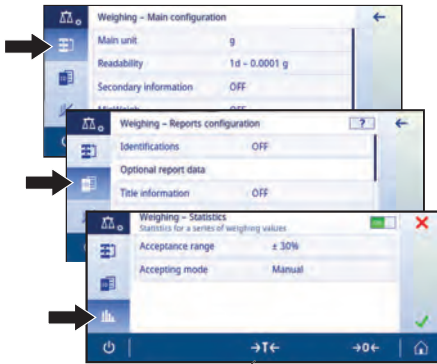 Weighing – Main configuration
Main unit g
Readability 1d – 0.0001 g
Secondary information OFF
MinWeigh OFF
Weighing – Reports configuration ?
Identifications OFF
Optional report data
Title information OFF
Weighing – Statistics
Statistics for a series of weighing values
Acceptance range ± 30%
Accepting mode Manual
→T← →0←